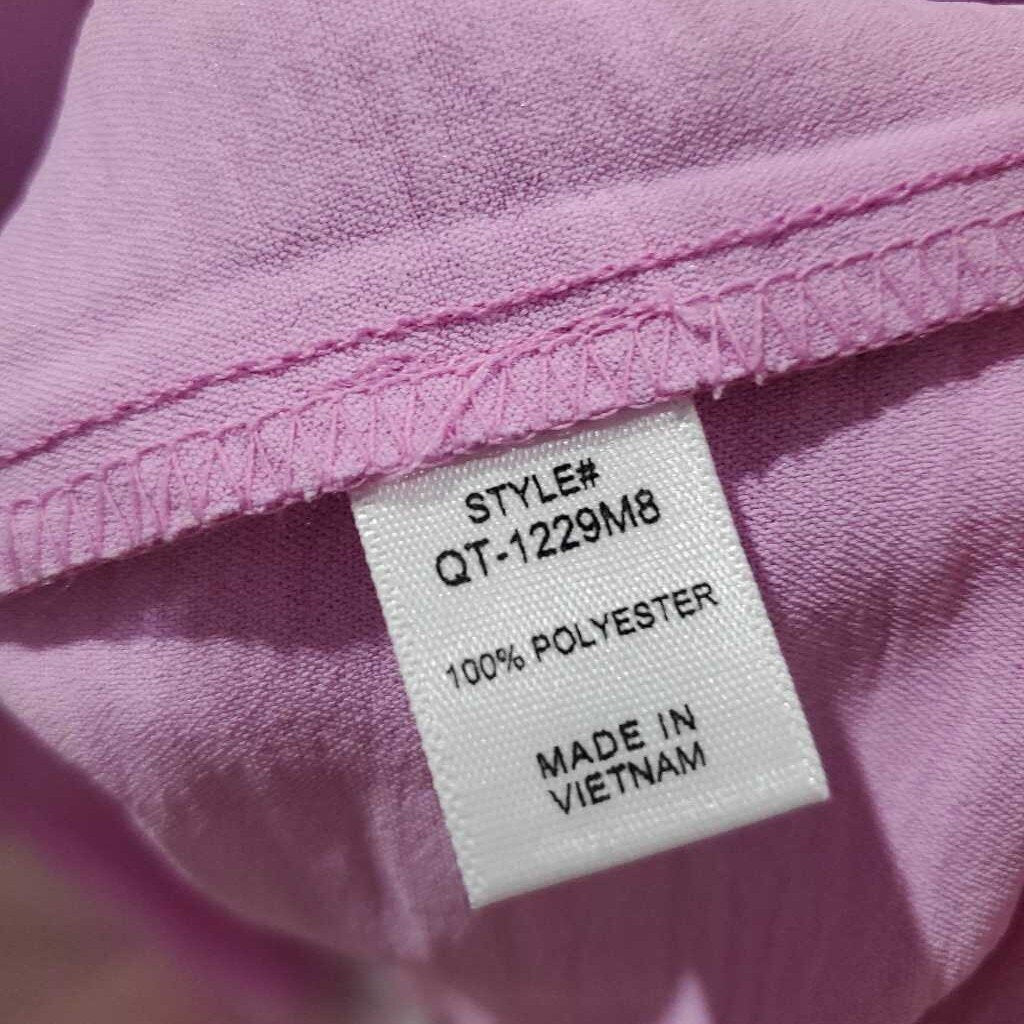 STYLE#
QT-1229M8
100% POLYESTER
MADE IN
VIETNAM